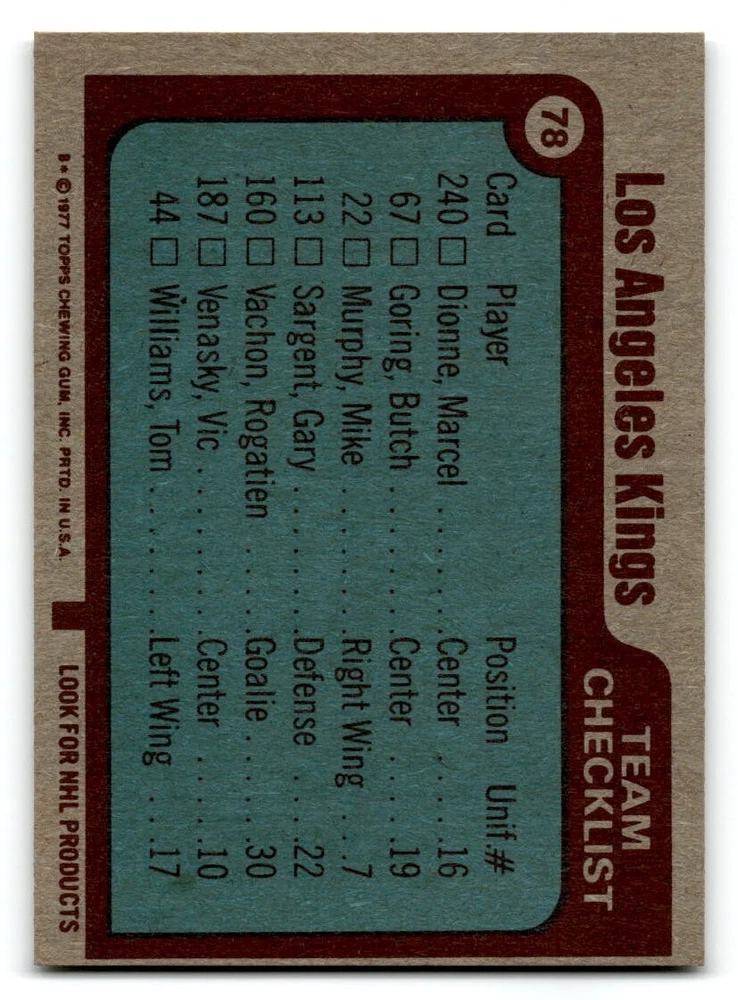 78
Los Angeles Kings
TEAM
CHECKLIST
Card Player Position Unif.#
240 □ Dionne, Marcel . . . . . . . Center . . . . . 16
67 □ Goring, Butch . . . . . . . . . Center . . . . . 19
22 □ Murphy, Mike . . . . . . . . . Right Wing . . . 7
113 □ Sargent, Gary . . . . . . . . . Defense . . . . 22
160 □ Vachon, Rogatien . . . . . Goalie . . . . . . 30
187 □ Venasky, Vic . . . . . . . . . . Center . . . . . 10
44 □ Williams, Tom . . . . . . . . . Left Wing . . . 17
B* © 1977 TOPPS CHEWING GUM, INC. PRTD. IN U.S.A.
LOOK FOR NHL PRODUCTS